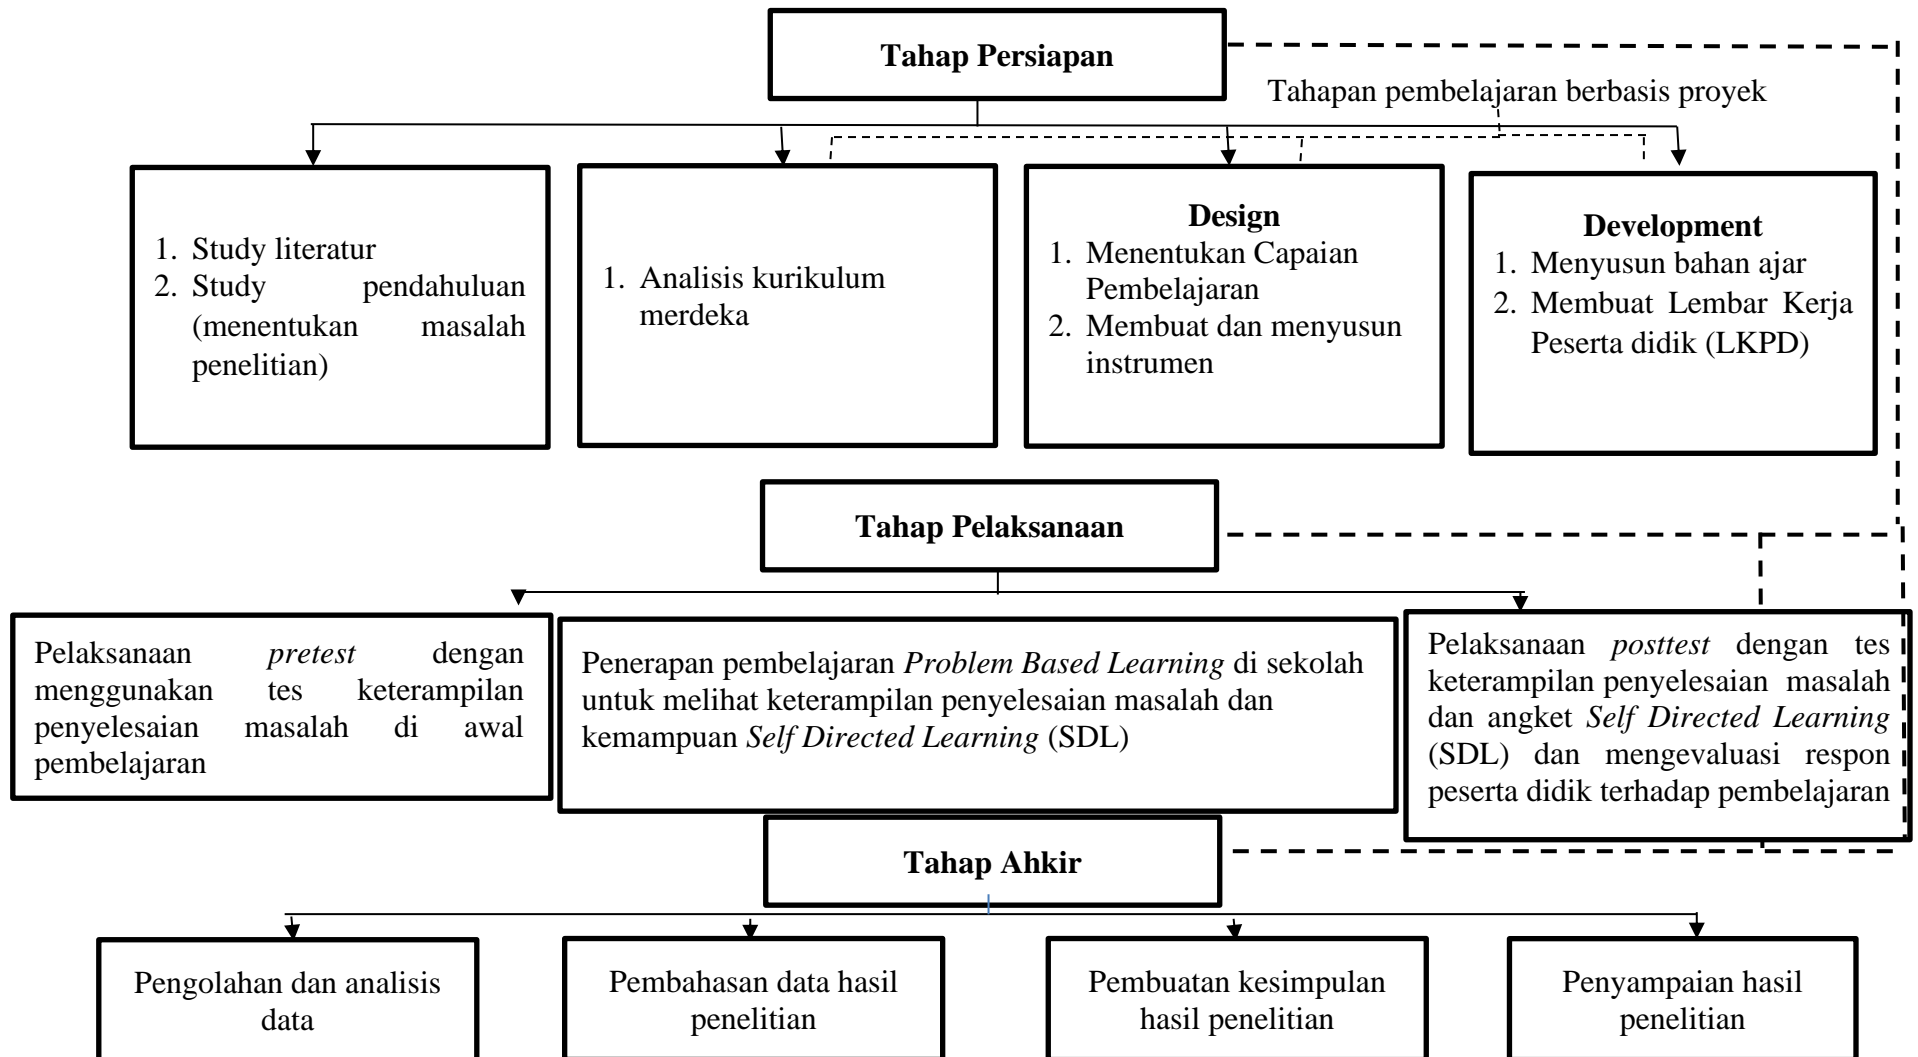 Tahap Persiapan
Tahapan pembelajaran berbasis proyek
1. Study literatur
2. Study pendahuluan
(menentukan masalah
penelitian)
1. Analisis kurikulum
merdeka
Design
1. Menentukan Capaian
Pembelajaran
2. Membuat dan menyusun
instrumen
Development
1. Menyusun bahan ajar
2. Membuat Lembar Kerja
Peserta didik (LKPD)
Tahap Pelaksanaan
Pelaksanaan pretest dengan
menggunakan tes keterampilan
penyelesaian masalah di awal
pembelajaran
Penerapan pembelajaran Problem Based Learning di sekolah
untuk melihat keterampilan penyelesaian masalah dan
kemampuan Self Directed Learning (SDL)
Pelaksanaan posttest dengan tes
keterampilan penyelesaian masalah
dan angket Self Directed Learning
(SDL) dan mengevaluasi respon
peserta didik terhadap pembelajaran
Tahap Ahkir
Pengolahan dan analisis
data
Pembahasan data hasil
penelitian
Pembuatan kesimpulan
hasil penelitian
Penyampaian hasil
penelitian